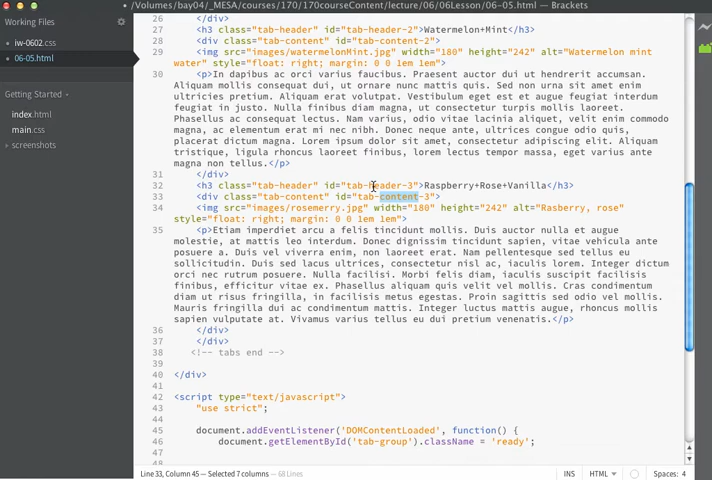 /Volumes/bay04/_MESA/courses/170/170courseContent/lecture/06/06Lesson/06-05.html — Brackets
Working Files
• iw-0602.css
• 06-05.html
Getting Started
index.html
main.css
screenshots
26 </div>
27 <h3 class="tab-header" id="tab-header-2">Watermelon+Mint</h3>
28 <div class="tab-content" id="tab-content-2">
29 <img src="images/watermelonMint.jpg" width="180" height="242" alt="Watermelon mint
water" style="float: right; margin: 0 0 1em 1em">
30 <p>In dapibus ac orci varius faucibus. Praesent auctor dui ut hendrerit accumsan.
Aliquam mollis consequat dui, ut ornare nunc mattis quis. Sed non urna sit amet enim
ultricies pretium. Aliquam erat volutpat. Vestibulum eget est et augue feugiat interdum
feugiat in justo. Nulla finibus diam magna, ut consectetur turpis mollis consequat.
Phasellus ac consectetur quam. Nam varius, odio vitae lacinia aliquet, velit enim commodo
magna, ac elementum erat mi nec nibh. Donec neque ante, ultrices condimentum orci quis,
placerat dictum magna. Lorem ipsum dolor sit amet, consectetur adipiscing elit. Aliquam
tristique, ligula rhoncus laoreet finibus, lectus tempor massa, eget varius ante
magna non tellus.</p>
31 </div>
32 <h3 class="tab-header" id="tab-header-3">Raspberry+Rose+Vanilla</h3>
33 <div class="tab-content" id="tab-content-3">
34 <img src="images/rosemerry.jpg" width="180" height="242" alt="Rasberry, rose"
style="float: right; margin: 0 0 1em 1em">
35 <p>Etiam imperdiet arcu a felis tincidunt mollis. Duis auctor nulla et augue
molestie, at mattis leo interdum. Donec dignissim tincidunt sapien, vitae vehicula ante
posuere a. Duis vel viverra enim, non laoreet erat. Nam pellentesque sed tellus eu
sollicitudin. Duis sed lacus ultrices, consectetur nisl ac, iaculis lorem. Integer dictum
orci nec rutrum posuere. Nulla facilisi. Morbi felis diam, iaculis suscipit facilisis
finibus, efficitur vitae ex. Phasellus condimentum magna et laoreet. Cras condimentum
diam ut risus fringilla, in facilisis metus egestas. Proin sagittis sed odio vel mollis.
Mauris fringilla dui ac condimentum mattis. Integer luctus mattis augue, rhoncus mollis
sapien vulputate at. Vivamus varius tellus eu dui pretium venenatis.</p>
36 </div>
37 </div>
38 <!-- tabs end -->
39
40 </div>
41
42 <script type="text/javascript">
43 "use strict";
44
45 document.addEventListener('DOMContentLoaded', function() {
46 document.getElementById('tab-group').className = 'ready';
47
48
Line 33, Column 45 — Selected 7 columns — 68 Lines
INS HTML Spaces: 4